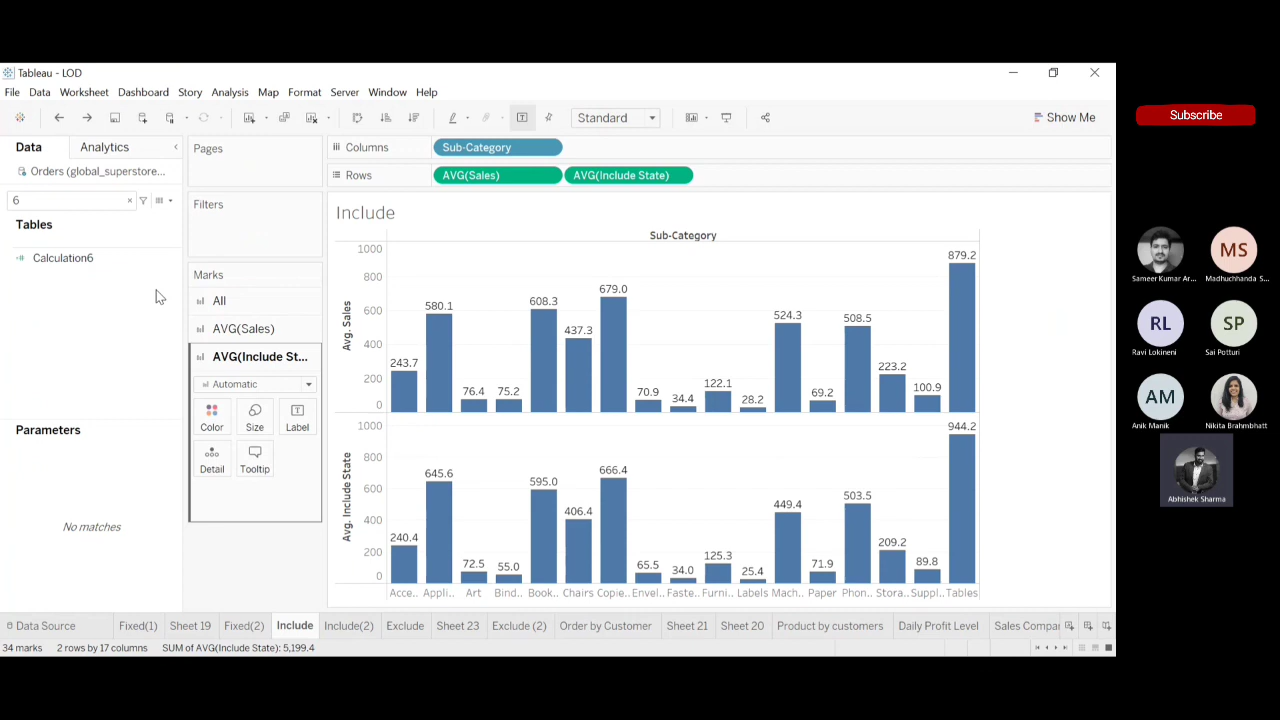 Tableau - LOD
File Data Worksheet Dashboard Story Analysis Map Format Server Window Help
Standard
Show Me
Data
Analytics
Orders (global_superstore...
6
Tables
Calculation6
Parameters
No matches
Pages
Filters
Marks
All
AVG(Sales)
AVG(Include St...
Automatic
Color
Size
Label
Detail
Tooltip
Columns
Sub-Category
Rows
AVG(Sales)
AVG(Include State)
Include
Sub-Category
Avg. Sales
1000
800
600
400
200
0
243.7
580.1
76.4
75.2
608.3
437.3
679.0
70.9
34.4
122.1
28.2
524.3
69.2
508.5
223.2
100.9
879.2
Avg. Include State
1000
800
600
400
200
0
240.4
645.6
72.5
55.0
595.0
406.4
666.4
65.5
34.0
125.3
25.4
449.4
71.9
503.5
209.2
89.8
944.2
Acce.. Appli.. Art Bind.. Book.. Chairs Copie.. Envel.. Faste.. Furni.. Labels Mach.. Paper Phon.. Stora.. Suppl.. Tables
Data Source Fixed(1) Sheet 19 Fixed(2) Include Include(2) Exclude Sheet 23 Exclude (2) Order by Customer Sheet 21 Sheet 20 Product by customers Daily Profit Level Sales Compar
34 marks 2 rows by 17 columns SUM of AVG(Include State): 5,199.4
Subscribe
Sameer Kumar Ar...
MS
Madhuchhanda S...
RL
Ravi Lokineni
SP
Sai Potturi
AM
Anik Manik
Nikita Brahmbhatt
Abhishek Sharma